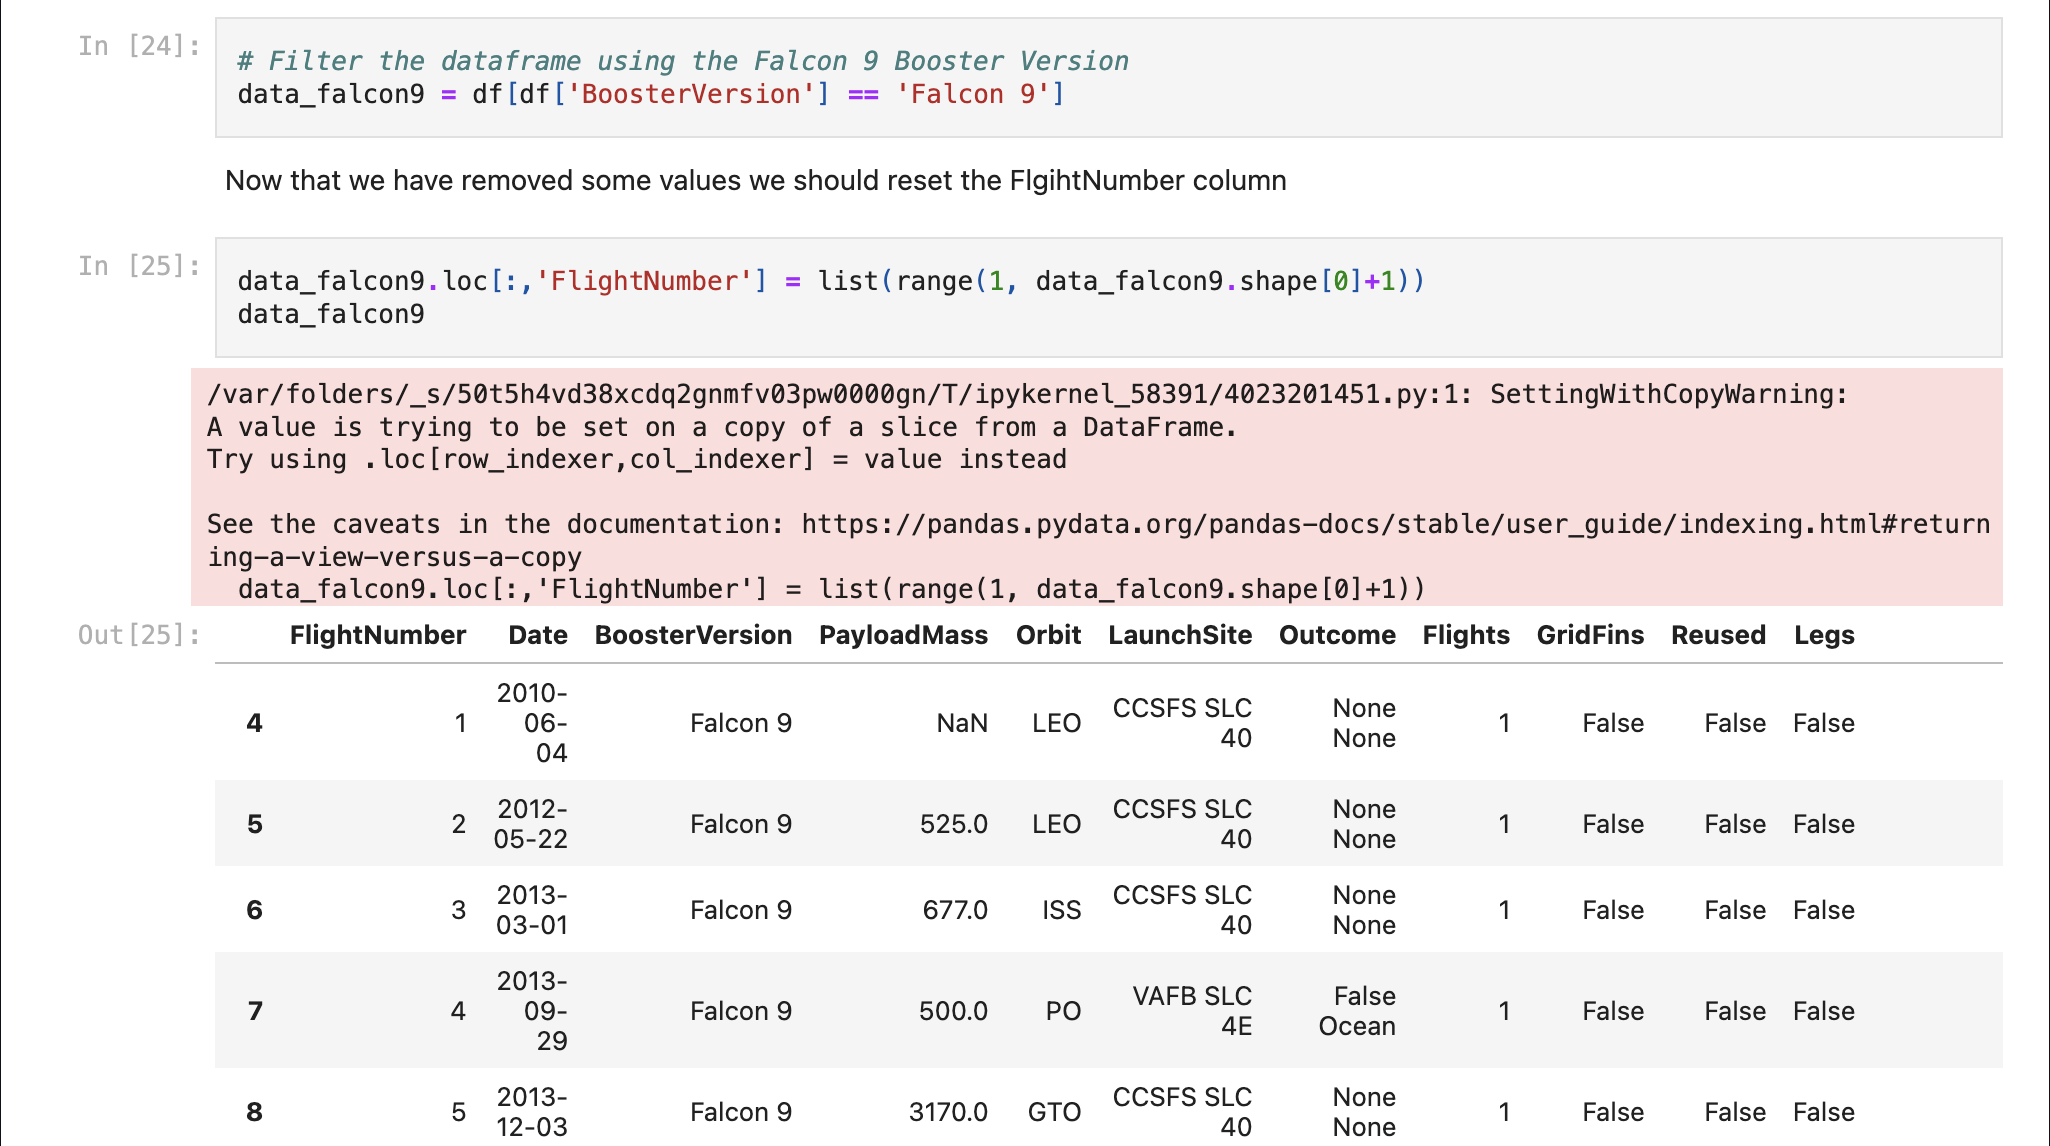 In [24]:
# Filter the dataframe using the Falcon 9 Booster Version
data_falcon9 = df[df['BoosterVersion'] == 'Falcon 9']
Now that we have removed some values we should reset the FlgihtNumber column
In [25]:
data_falcon9.loc[:,'FlightNumber'] = list(range(1, data_falcon9.shape[0]+1))
data_falcon9
/var/folders/_s/50t5h4vd38xcdq2gnmfv03pw0000gn/T/ipykernel_58391/4023201451.py:1: SettingWithCopyWarning:
A value is trying to be set on a copy of a slice from a DataFrame.
Try using .loc[row_indexer,col_indexer] = value instead
See the caveats in the documentation: https://pandas.pydata.org/pandas-docs/stable/user_guide/indexing.html#return
ing-a-view-versus-a-copy
data_falcon9.loc[:,'FlightNumber'] = list(range(1, data_falcon9.shape[0]+1))
Out[25]:
FlightNumber Date BoosterVersion PayloadMass Orbit LaunchSite Outcome Flights GridFins Reused Legs
4 1 2010-06-04 Falcon 9 NaN LEO CCSFS SLC 40 None None 1 False False False
5 2 2012-05-22 Falcon 9 525.0 LEO CCSFS SLC 40 None None 1 False False False
6 3 2013-03-01 Falcon 9 677.0 ISS CCSFS SLC 40 None None 1 False False False
7 4 2013-09-29 Falcon 9 500.0 PO VAFB SLC 4E False Ocean 1 False False False
8 5 2013-12-03 Falcon 9 3170.0 GTO CCSFS SLC 40 None None 1 False False False